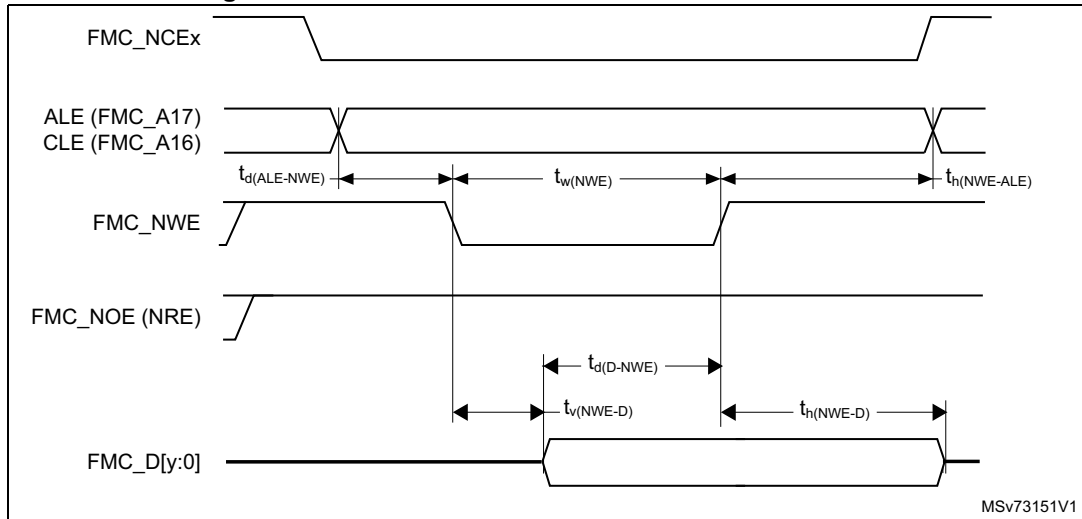 FMC_NCEx
ALE (FMC_A17)
CLE (FMC_A16)
td(ALE-NWE)
tw(NWE)
th(NWE-ALE)
FMC_NWE
FMC_NOE (NRE)
td(D-NWE)
tv(NWE-D)
th(NWE-D)
FMC_D[y:0]
MSv73151V1